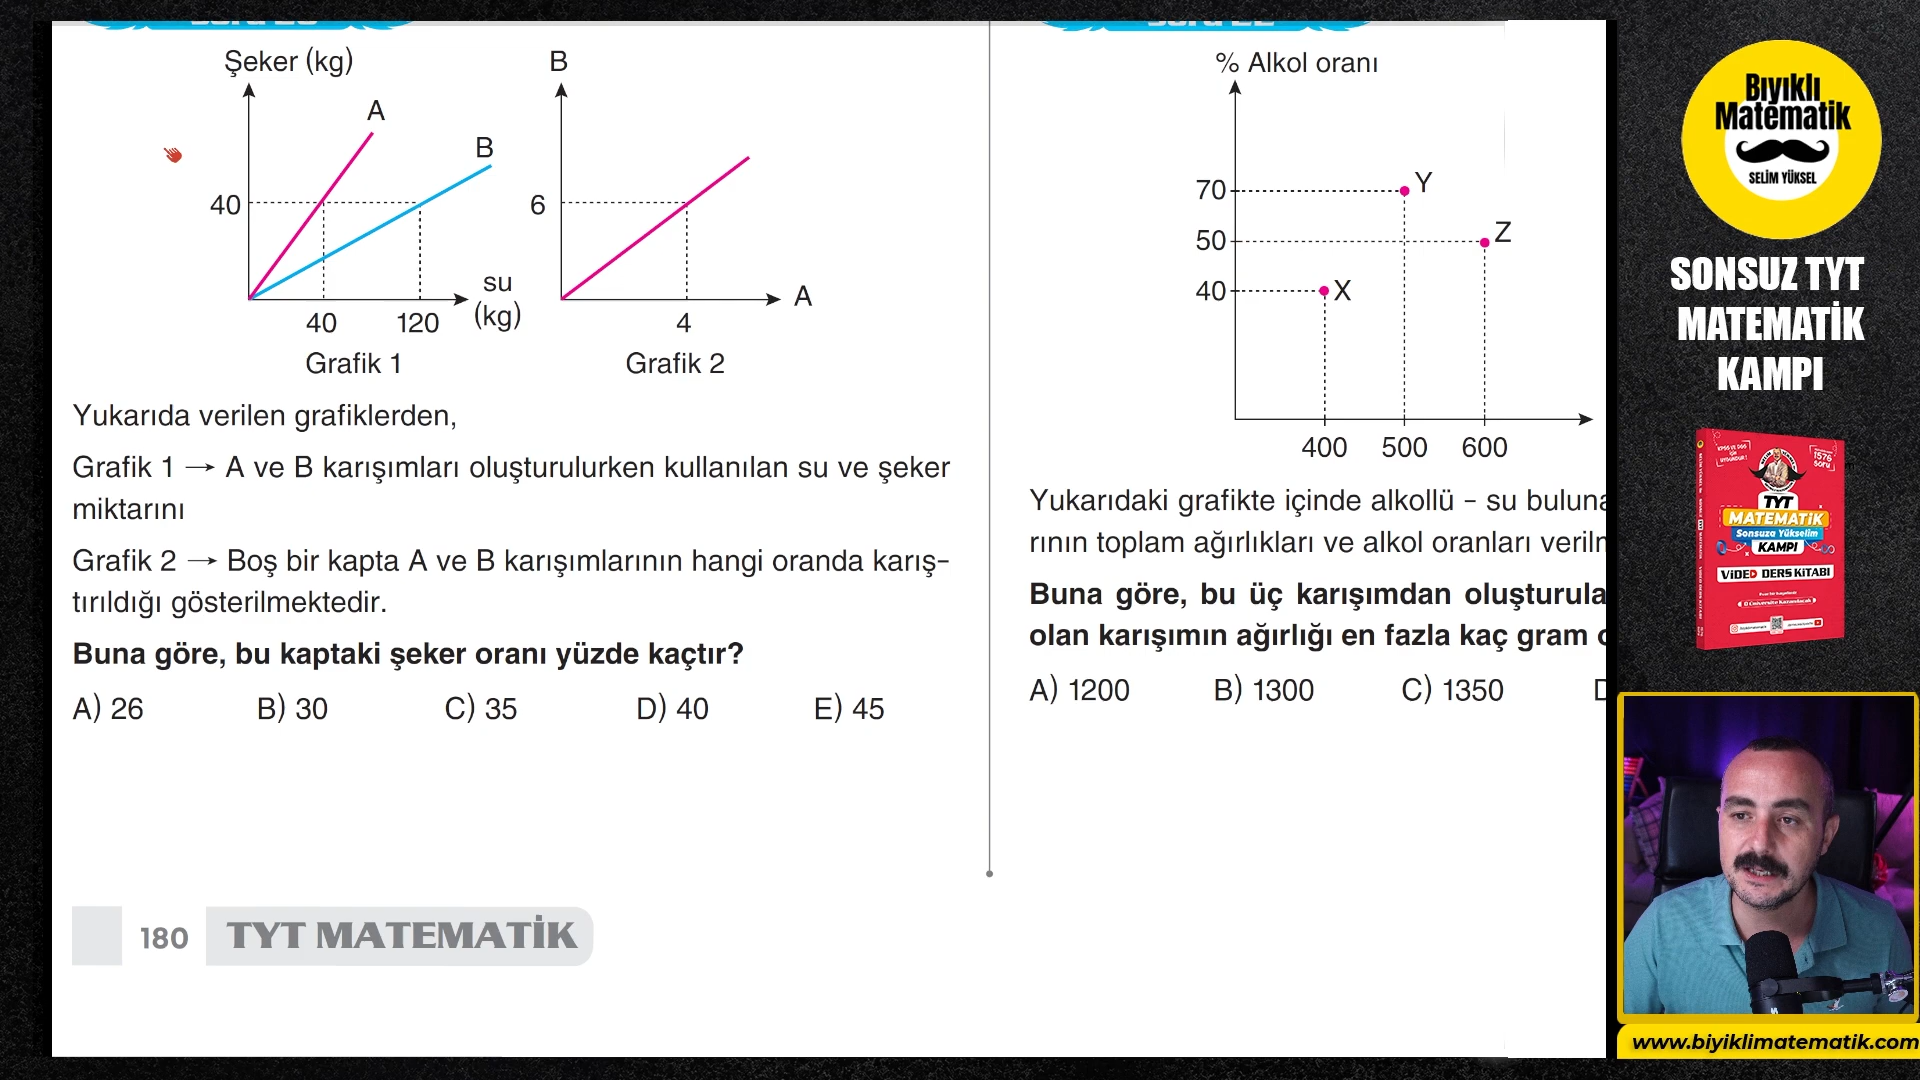 Şeker (kg)
A
B
40
40
120
su
(kg)
Grafik 1
B
6
4
A
Grafik 2
Yukarıda verilen grafiklerden,
Grafik 1 → A ve B karışımları oluşturulurken kullanılan su ve şeker
miktarını
Grafik 2 → Boş bir kapta A ve B karışımlarının hangi oranda karış-
tırıldığı gösterilmektedir.
Buna göre, bu kaptaki şeker oranı yüzde kaçtır?
A) 26 B) 30 C) 35 D) 40 E) 45
180 TYT MATEMATİK
% Alkol oranı
70
Y
50
Z
40
X
400 500 600
Yukarıdaki grafikte içinde alkollü - su buluna
rının toplam ağırlıkları ve alkol oranları veriln
Buna göre, bu üç karışımdan oluşturula
olan karışımın ağırlığı en fazla kaç gram
A) 1200 B) 1300 C) 1350
Bıyıklı
Matematik
SELİM YÜKSEL
SONSUZ TYT
MATEMATİK
KAMPI
1576
TYT
MATEMATİK
Sonsuza Yükselim
KAMPI
VİDEO DERS KİTABI
www.biyiklimatematik.com